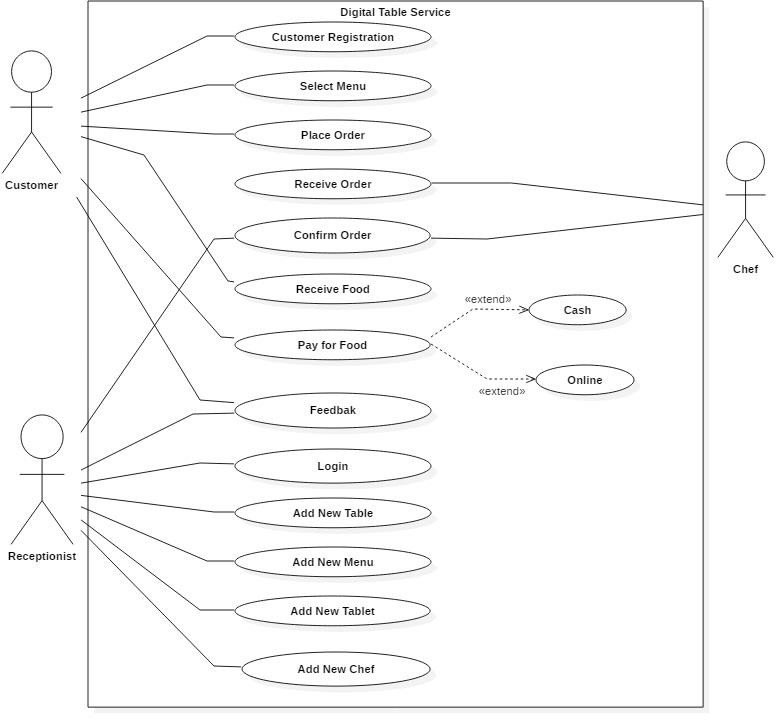 Digital Table Service
Customer Registration
Select Menu
Place Order
Customer
Receive Order
Confirm Order
Chef
Receive Food
«extend»
Cash
Pay for Food
Online
«extend»
Feedbak
Login
Add New Table
Receptionist
Add New Menu
Add New Tablet
Add New Chef